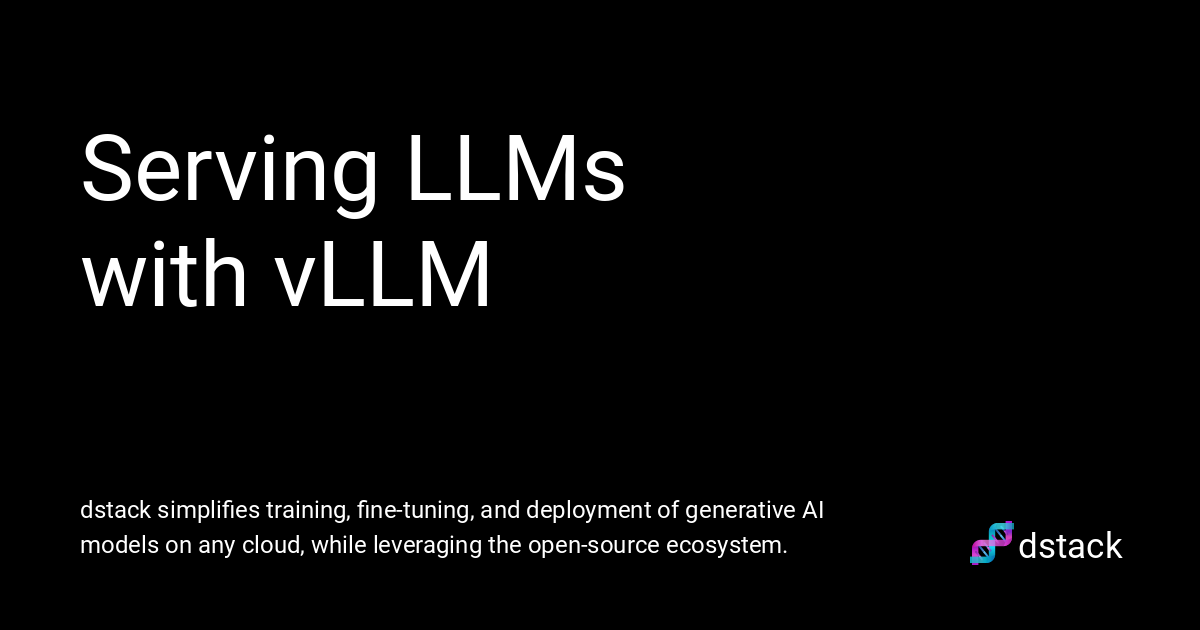 Serving LLMs
with vLLM
dstack simplifies training, fine-tuning, and deployment of generative AI
models on any cloud, while leveraging the open-source ecosystem.
dstack